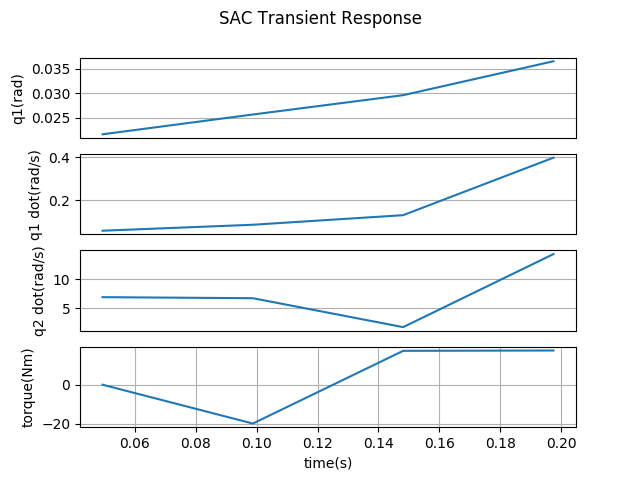 SAC Transient Response
0.035
0.030
0.025
q1(rad)
0.4
0.2
q1 dot(rad/s)
10
5
q2 dot(rad/s)
0
−20
torque(Nm)
0.06 0.08 0.10 0.12 0.14 0.16 0.18 0.20
time(s)